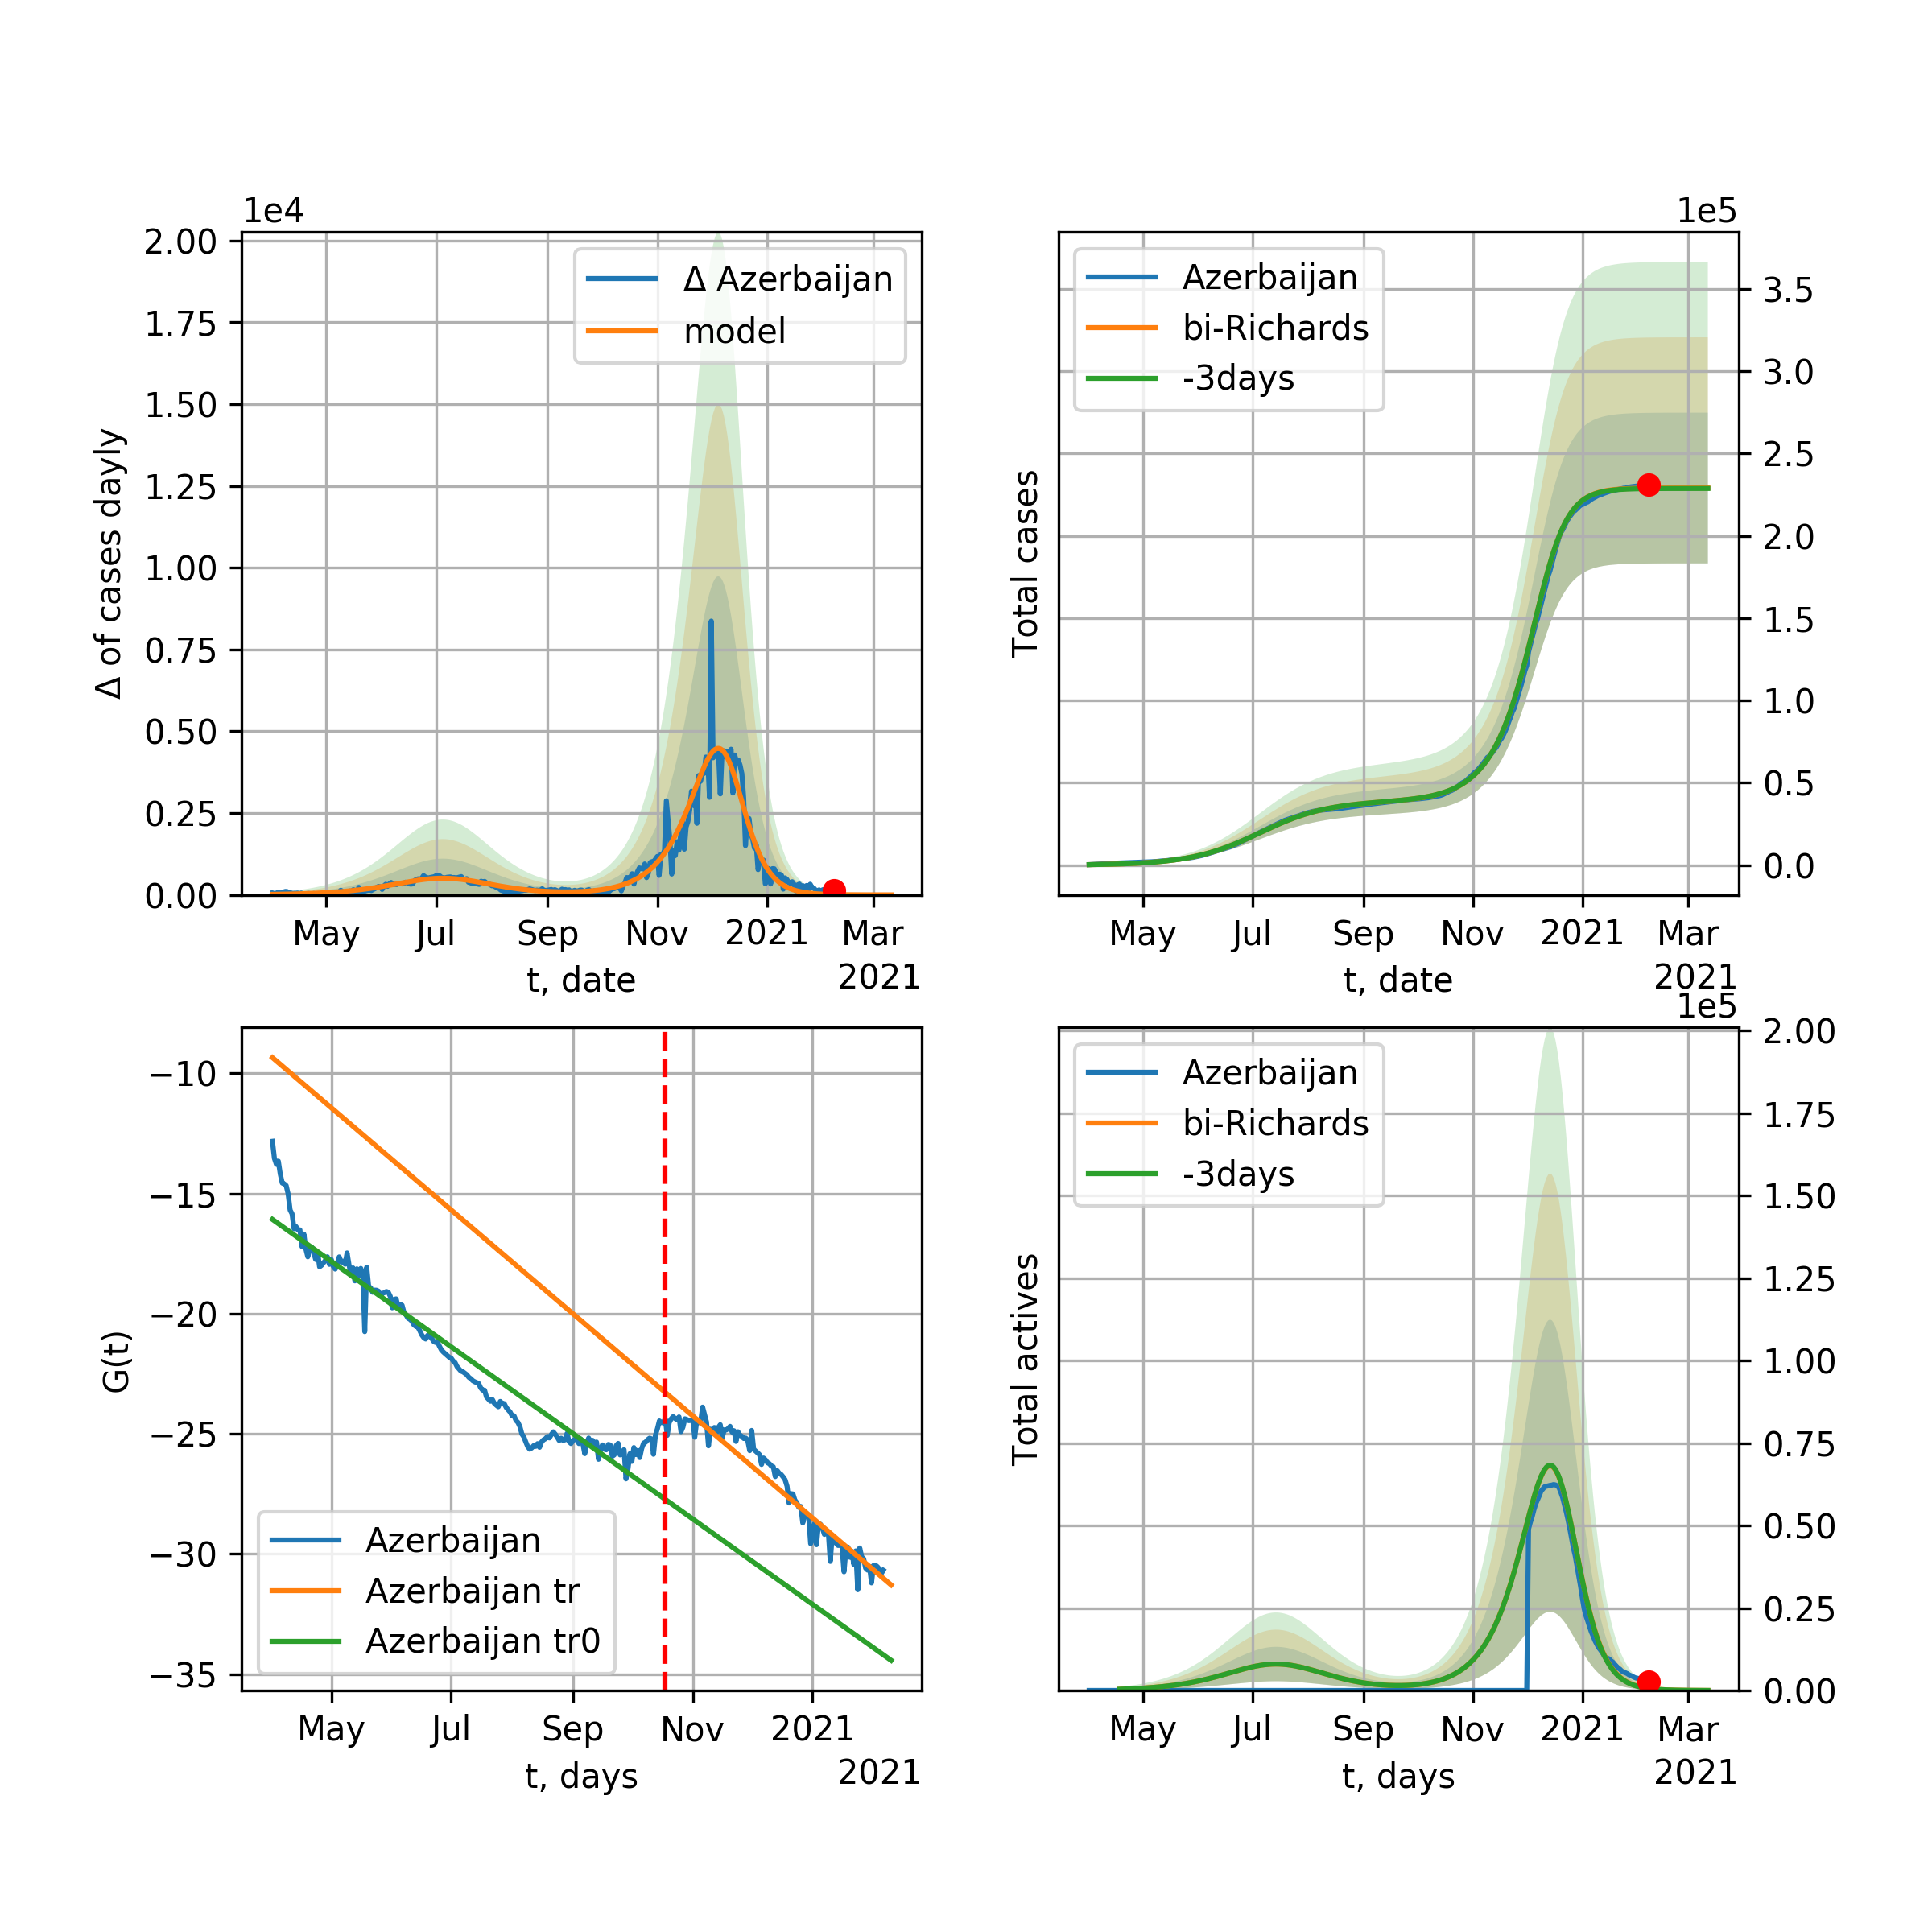 1e4
2.00
1.75
1.50
1.25
1.00
0.75
0.50
0.25
0.00
Δ of cases dayly
Δ Azerbaijan
model
May Jul Sep Nov 2021 Mar
t, date
2021
1e5
3.5
3.0
2.5
2.0
1.5
1.0
0.5
0.0
Total cases
Azerbaijan
bi-Richards
-3days
May Jul Sep Nov 2021 Mar
t, date
2021
−10
−15
−20
−25
−30
−35
G(t)
Azerbaijan
Azerbaijan tr
Azerbaijan tr0
May Jul Sep Nov 2021
t, days
2021
1e5
2.00
1.75
1.50
1.25
1.00
0.75
0.50
0.25
0.00
Total actives
Azerbaijan
bi-Richards
-3days
May Jul Sep Nov 2021 Mar
t, days
2021